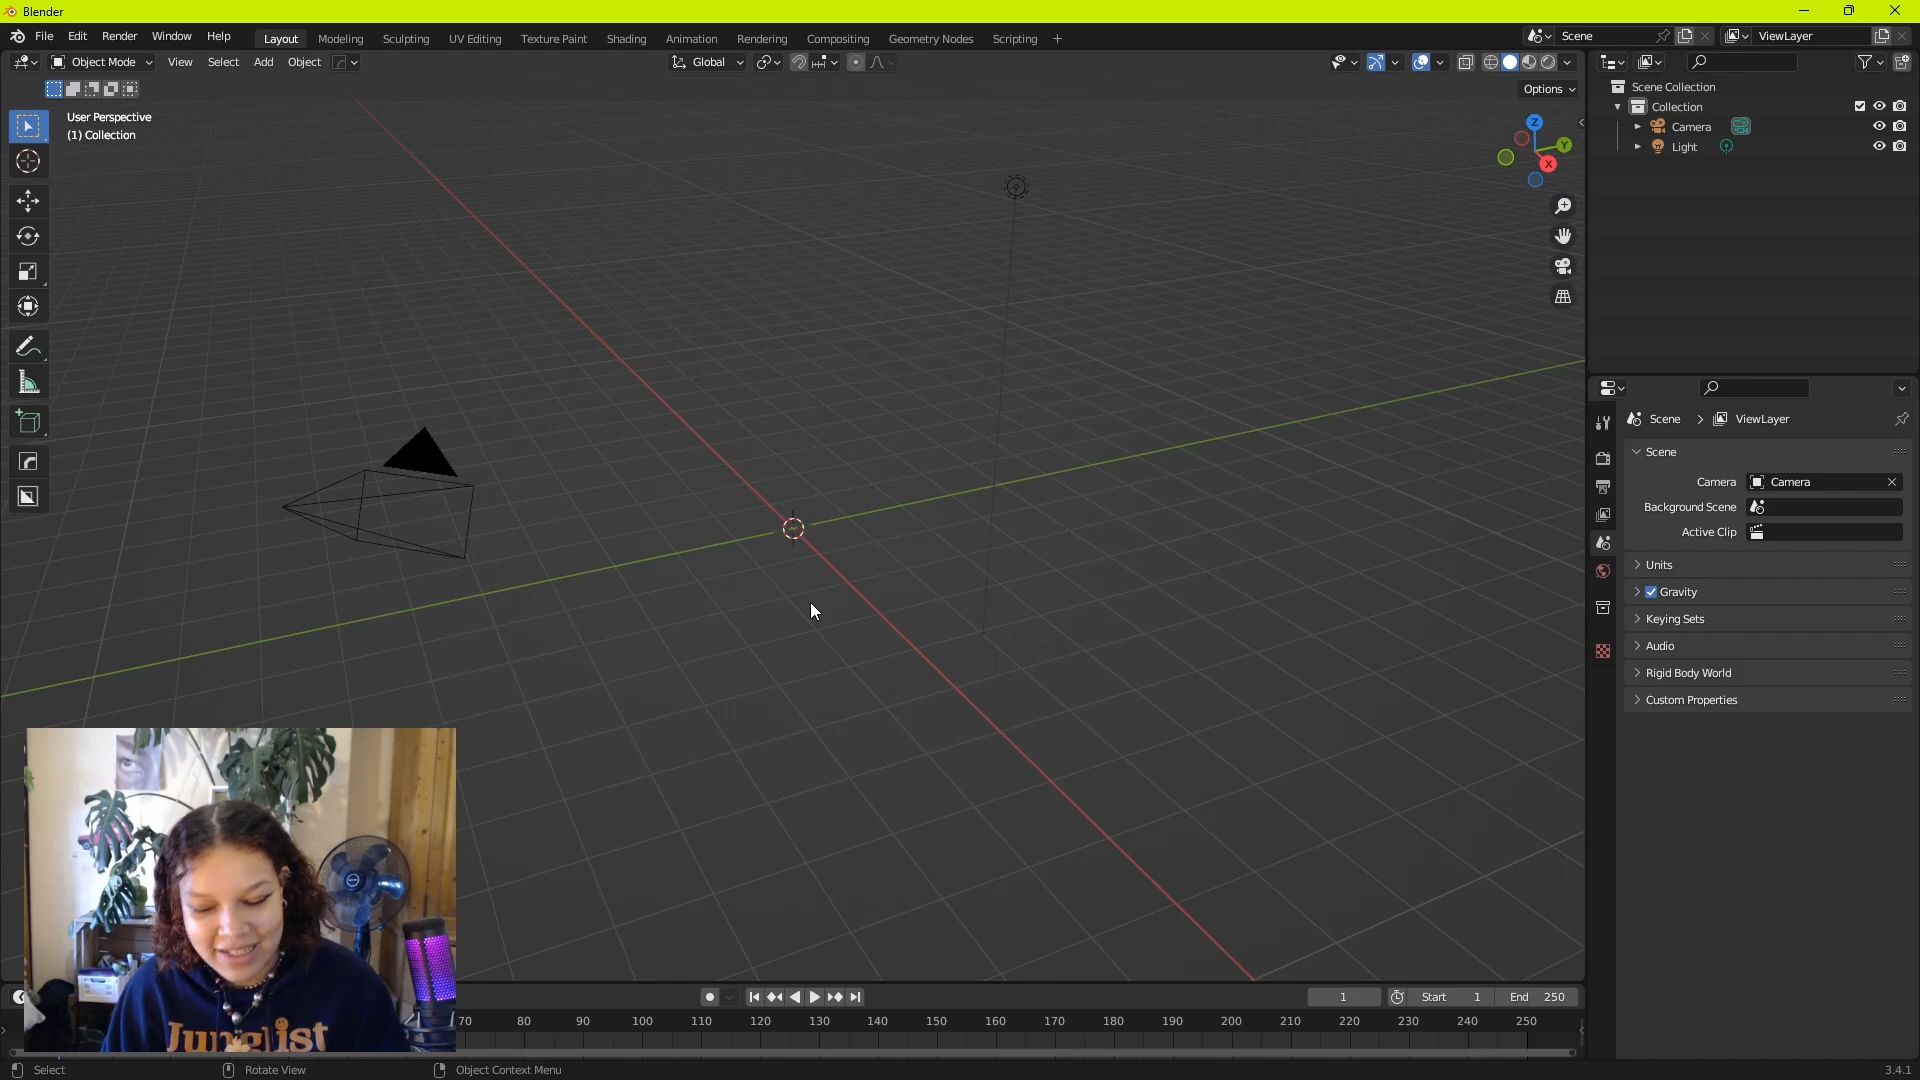 Blender
File Edit Render Window Help Layout Modeling Sculpting UV Editing Texture Paint Shading Animation Rendering Compositing Geometry Nodes Scripting + Scene ViewLayer
Object Mode View Select Add Object Global
Options
User Perspective
(1) Collection
Z
Y
X
Scene Collection
Collection
Camera
Light
Scene > ViewLayer
Scene
Camera Camera
Background Scene
Active Clip
Units
Gravity
Keying Sets
Audio
Rigid Body World
Custom Properties
Junglist
1 Start 1 End 250
70 80 90 100 110 120 130 140 150 160 170 180 190 200 210 220 230 240 250
Select Rotate View Object Context Menu 3.4.1